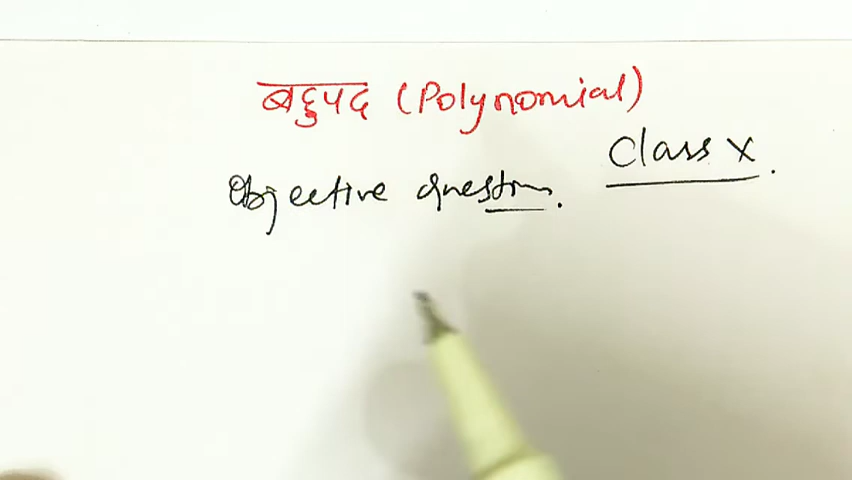 बहुपद (Polynomial)
Class X.
Objective question.